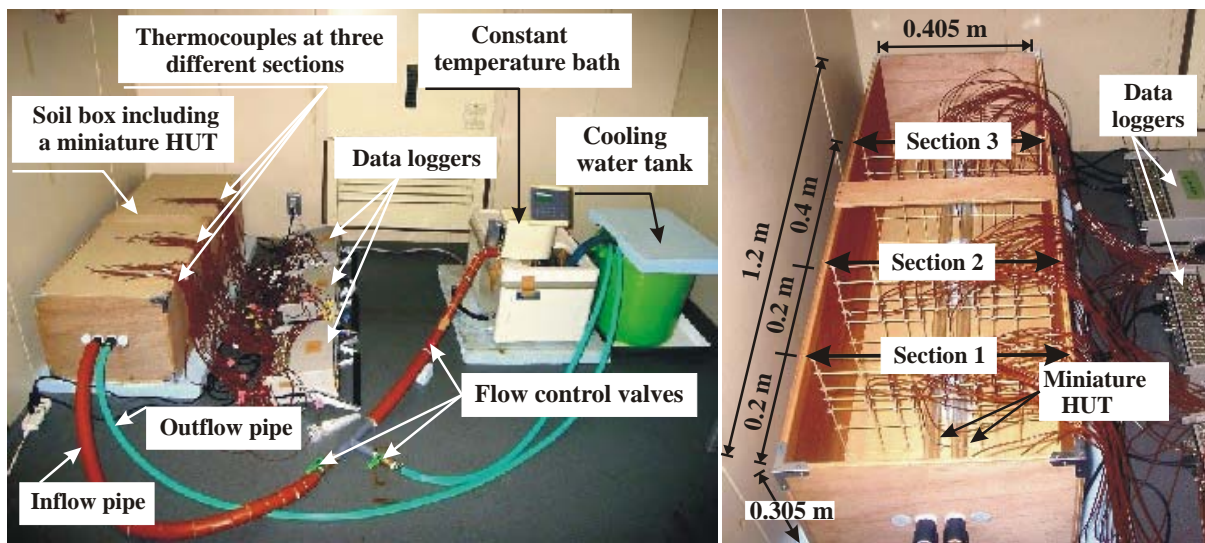 Thermocouples at three
different sections
Constant
temperature bath
Soil box including
a miniature HUT
Data loggers
Cooling
water tank
Flow control valves
Outflow pipe
Inflow pipe
0.405 m
Data
loggers
Section 3
1.2 m
0.4 m
Section 2
0.2 m
Section 1
0.2 m
Miniature
HUT
0.305 m